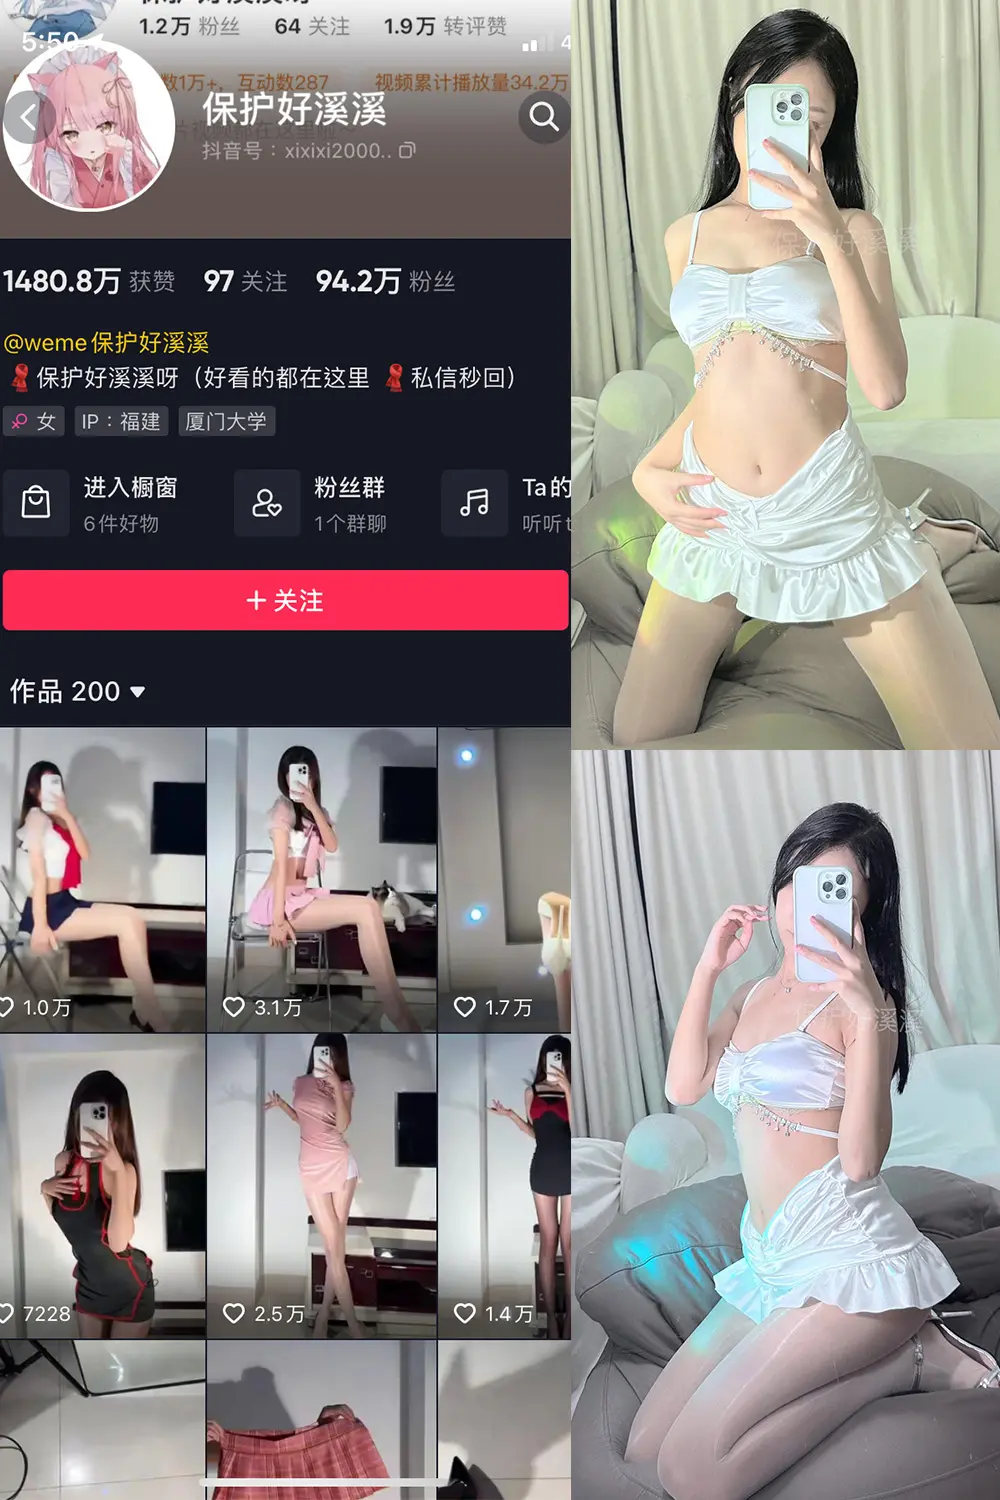 1.2万 粉丝 64 关注 1.9万 转评赞
5:50
4
数1万+，互动数287 视频累计播放量34.2万
保护好溪溪
抖音号：xixixi2000..
1480.8万 获赞 97 关注 94.2万 粉丝
@weme保护好溪溪
保护好溪溪呀（好看的都在这里 私信秒回）
女 IP：福建 厦门大学
进入橱窗 粉丝群 Ta的
6件好物 1个群聊 听听
+ 关注
作品 200
1.0万 3.1万 1.7万
7228 2.5万 1.4万
保护好溪溪
保护好溪溪